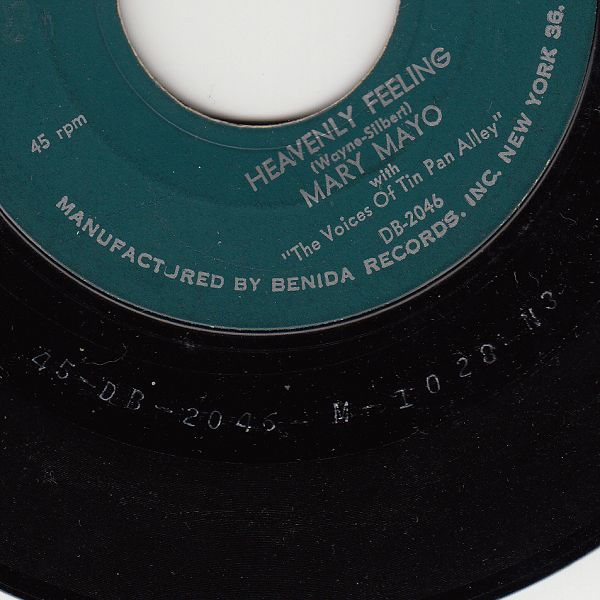 45 rpm
HEAVENLY FEELING
(Wayne-Silbert)
MARY MAYO
with
"The Voices Of Tin Pan Alley"
DB-2046
MANUFACTURED BY BENIDA RECORDS, INC. NEW YORK 36.
45-DB-2046- M-1028 N3